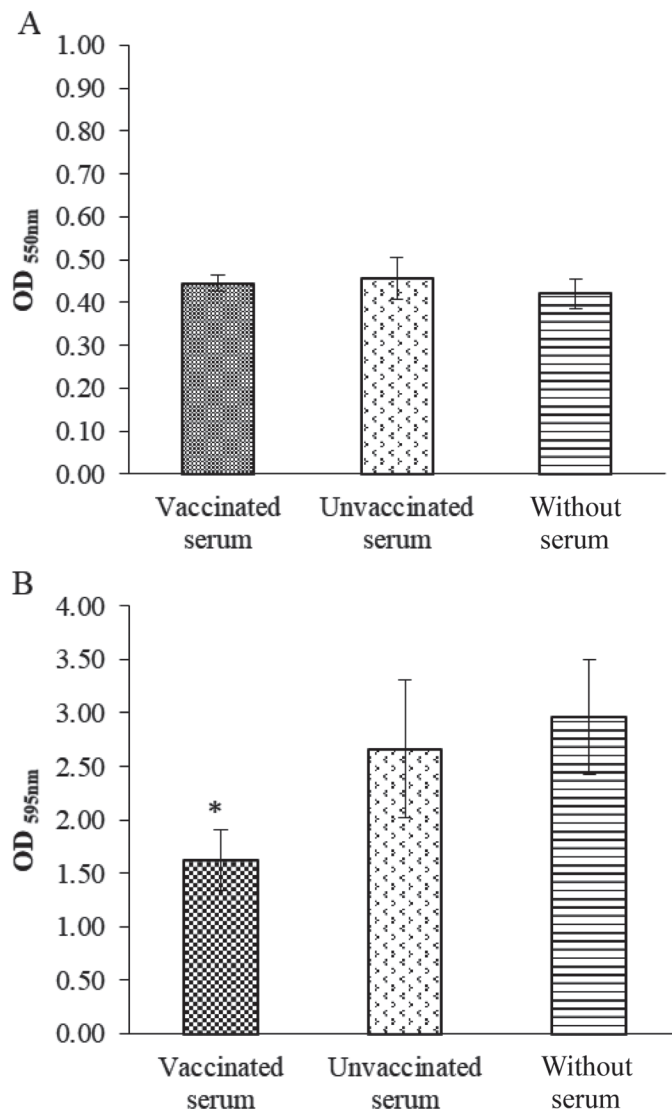 A
1.00
0.90
0.80
0.70
0.60
0.50
0.40
0.30
0.20
0.10
0.00
OD 550nm
Vaccinated Unvaccinated Without
serum serum serum
B
4.00
3.50
3.00
2.50
2.00
1.50
1.00
0.50
0.00
OD 595nm
*
Vaccinated Unvaccinated Without
serum serum serum